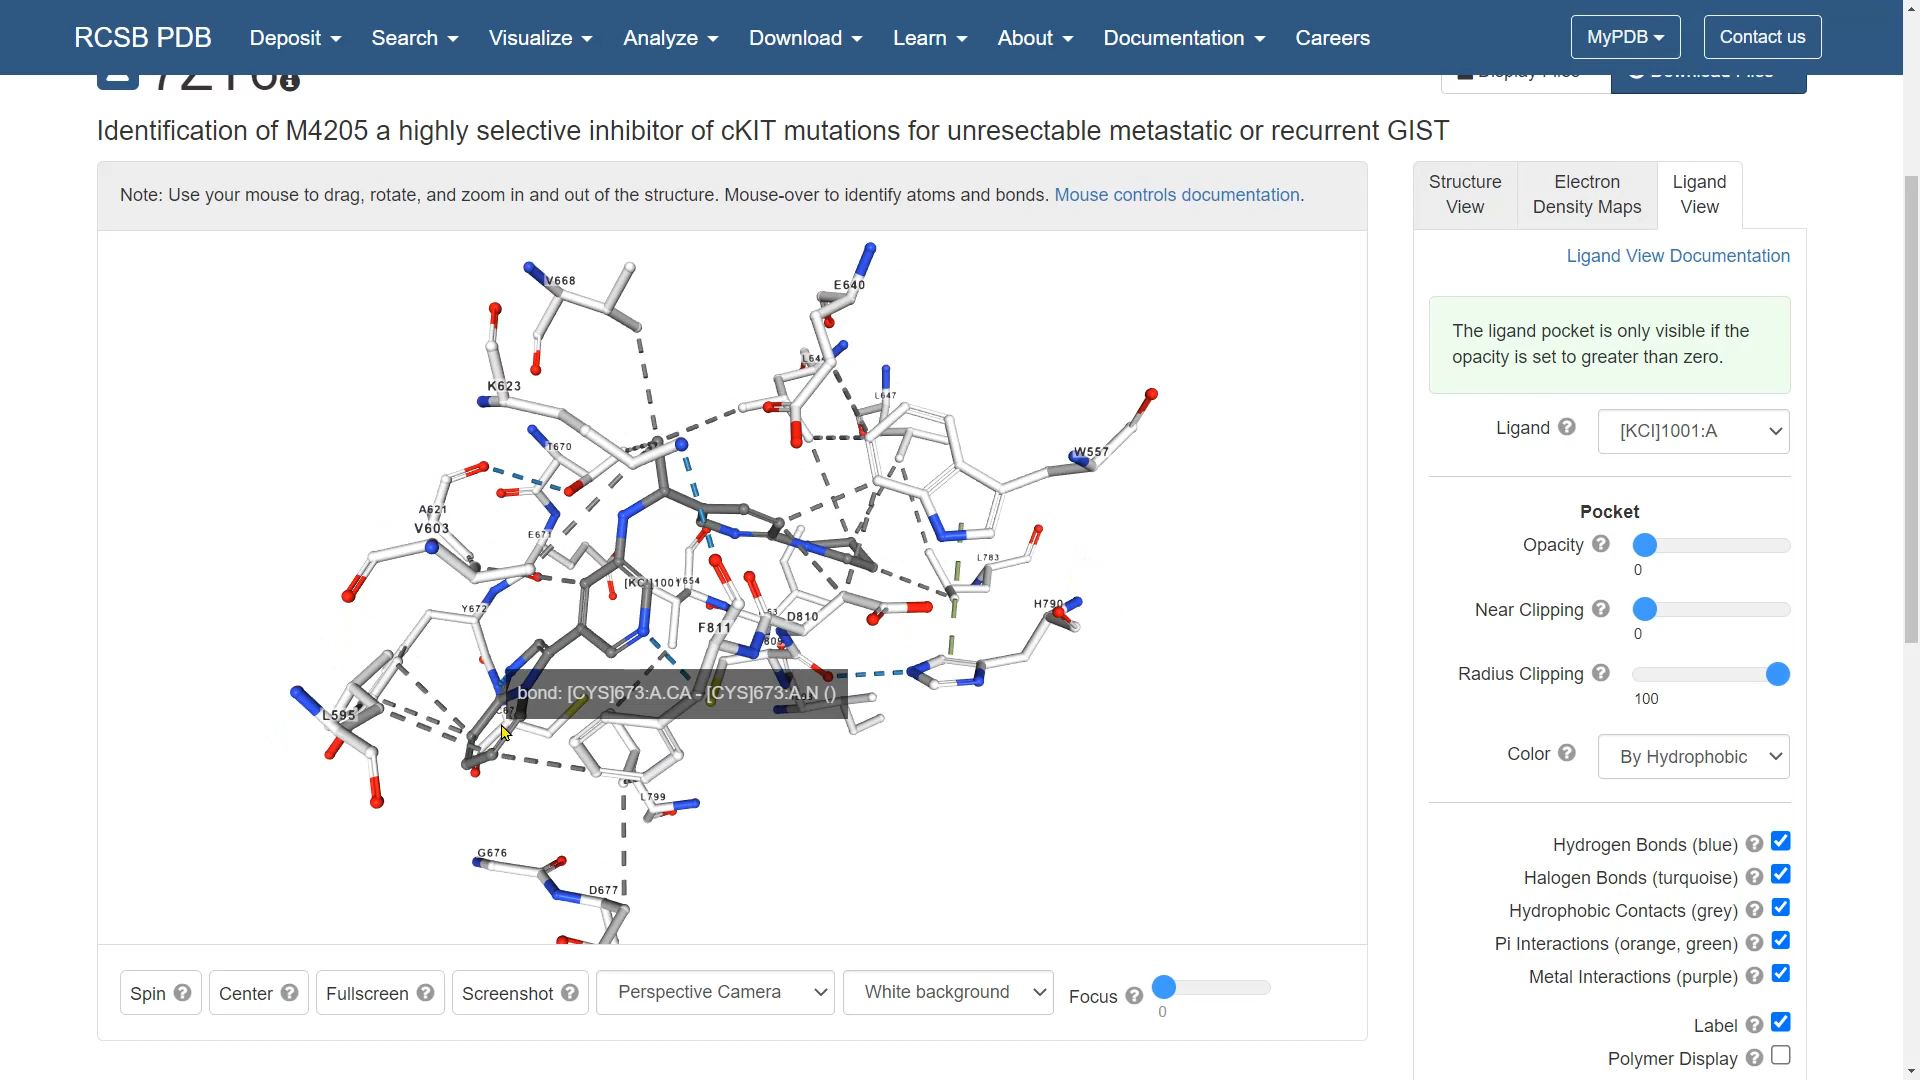 RCSB PDB Deposit Search Visualize Analyze Download Learn About Documentation Careers MyPDB Contact us
Identification of M4205 a highly selective inhibitor of cKIT mutations for unresectable metastatic or recurrent GIST
Note: Use your mouse to drag, rotate, and zoom in and out of the structure. Mouse-over to identify atoms and bonds. Mouse controls documentation.
Structure View
Electron Density Maps
Ligand View
Ligand View Documentation
The ligand pocket is only visible if the
opacity is set to greater than zero.
Ligand [KCI]1001:A
Pocket
Opacity
0
Near Clipping
0
Radius Clipping
100
Color By Hydrophobic
Hydrogen Bonds (blue)
Halogen Bonds (turquoise)
Hydrophobic Contacts (grey)
Pi Interactions (orange, green)
Metal Interactions (purple)
Label
Polymer Display
V668
E640
L644
K623
L647
T670
W557
A621
V603
E671
L783
[KCI]1001
Y672
H790
D810
F811
bond: [CYS]673:A.CA - [CYS]673:A.N ()
L595
L799
G676
D677
Spin Center Fullscreen Screenshot Perspective Camera White background Focus
0